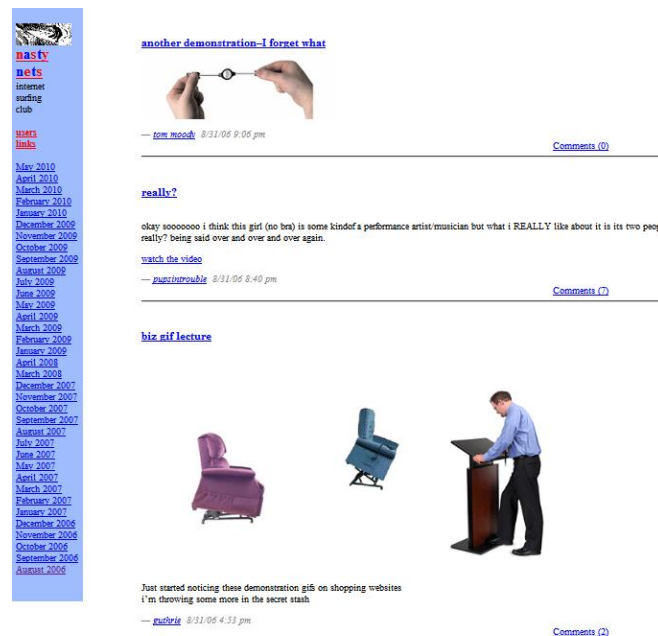 nasty
nets
internet
surfing
club
users
links
May 2010
April 2010
March 2010
February 2010
January 2010
December 2009
November 2009
October 2009
September 2009
August 2009
July 2009
June 2009
May 2009
April 2009
March 2009
February 2009
January 2009
April 2008
March 2008
December 2007
November 2007
October 2007
September 2007
August 2007
July 2007
June 2007
May 2007
April 2007
March 2007
February 2007
January 2007
December 2006
November 2006
October 2006
September 2006
August 2006
another demonstration–I forget what
— tom moody 8/31/06 9:06 pm
Comments (0)
really?
okay sooooooo i think this girl (no bra) is some kindof a performance artist/musician but what i REALLY like about it is its two peo
really? being said over and over and over again.
watch the video
— pupsintrouble 8/31/06 8:40 pm
Comments (7)
biz gif lecture
Just started noticing these demonstration gifs on shopping websites
i'm throwing some more in the secret stash
— guthrie 8/31/06 4:53 pm
Comments (2)